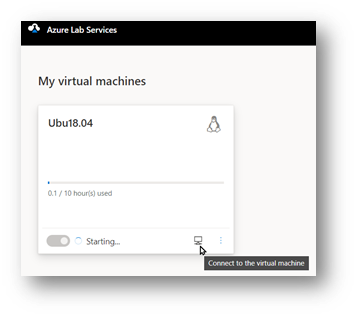 Azure Lab Services
My virtual machines
Ubu18.04
0.1 / 10 hour(s) used
Starting...
Connect to the virtual machine